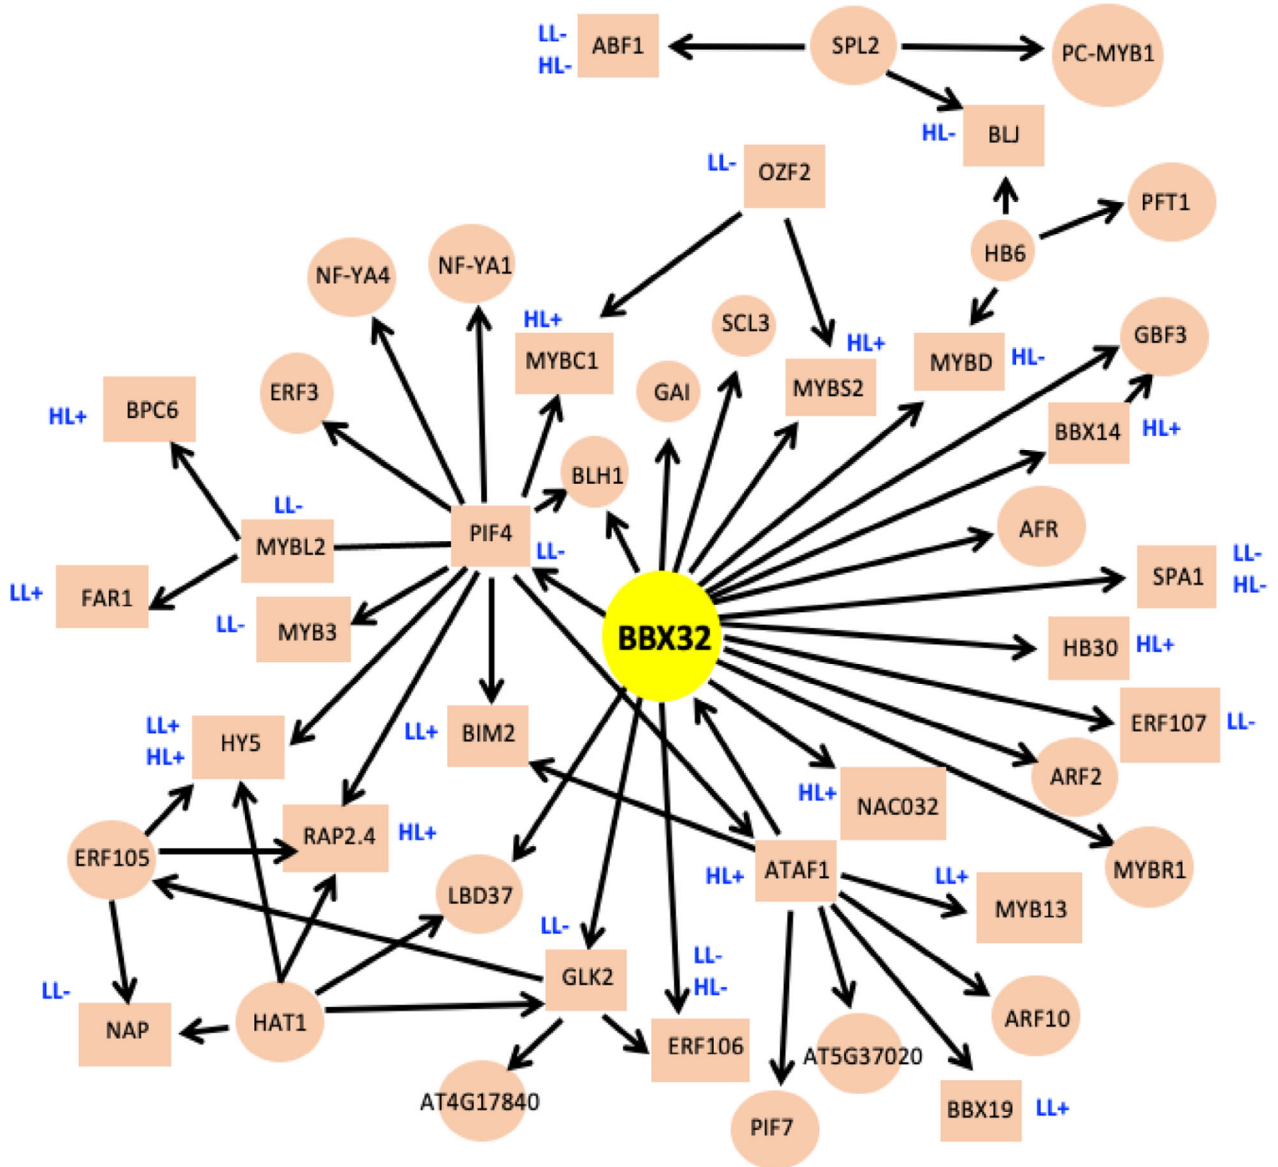 LL-
HL-
ABF1
SPL2
PC-MYB1
HL-
BLJ
LL-
OZF2
PFT1
HB6
NF-YA4
NF-YA1
HL+
MYBC1
SCL3
GAI
HL+
MYBS2
MYBD
HL-
GBF3
BBX14
HL+
ERF3
HL+
BPC6
BLH1
LL-
MYBL2
PIF4
LL-
AFR
SPA1
LL-
HL-
LL+
FAR1
LL-
MYB3
BBX32
HB30
HL+
ERF107
LL-
LL+
HL+
HY5
LL+
BIM2
ARF2
HL+
NAC032
RAP2.4
HL+
ERF105
LBD37
HL+
ATAF1
MYBR1
LL+
MYB13
LL-
GLK2
LL-
HL-
LL-
NAP
HAT1
ERF106
ARF10
AT5G37020
AT4G17840
PIF7
BBX19
LL+